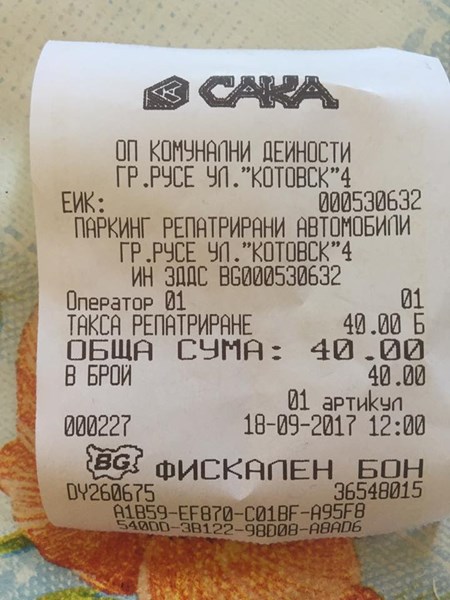 САКА
ОП КОМУНАЛНИ ДЕЙНОСТИ
ГР.РУСЕ УЛ."КОТОВСК"4
ЕИК: 000530632
ПАРКИНГ РЕПАТРИРАНИ АВТОМОБИЛИ
ГР.РУСЕ УЛ."КОТОВСК"4
ИН ЗДДС BG000530632
Оператор 01 01
ТАКСА РЕПАТРИРАНЕ 40.00 Б
ОБЩА СУМА: 40.00
В БРОЙ 40.00
01 артикул
000227 18-09-2017 12:00
BG ФИСКАЛЕН БОН
DY260675 36548015
A1B59-EF870-C01BF-A95F8
540DD-3B122-98D08-A8AD6